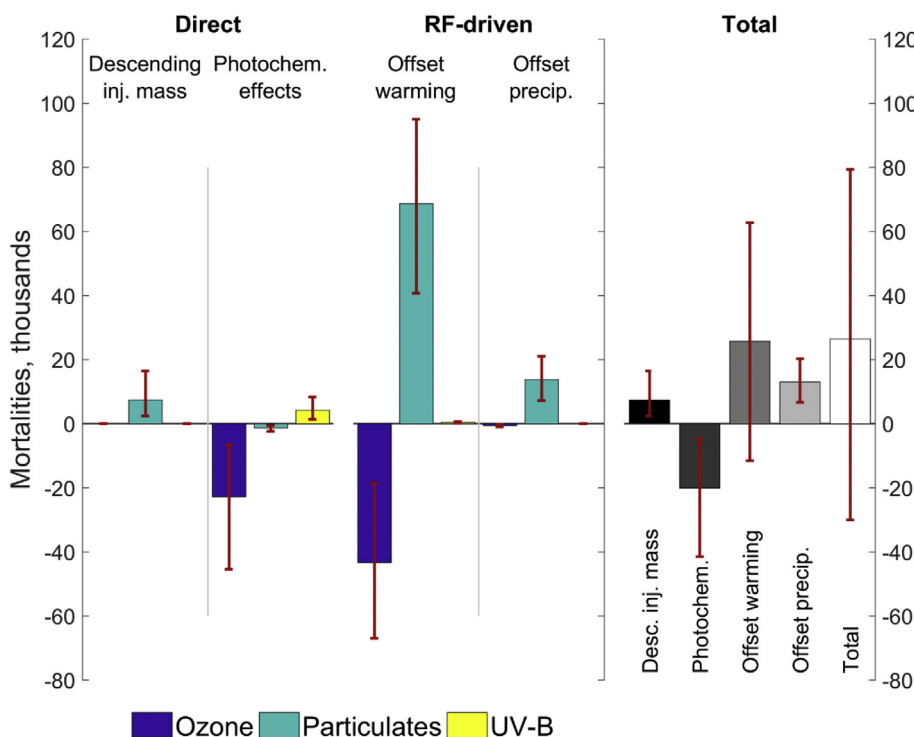 Direct
RF-driven
Total
Descending
inj. mass
Photochem.
effects
Offset
warming
Offset
precip.
Mortalities, thousands
120
100
80
60
40
20
0
-20
-40
-60
-80
120
100
80
60
40
20
0
-20
-40
-60
-80
Desc. inj. mass
Photochem.
Offset warming
Offset precip.
Total
Ozone Particulates UV-B